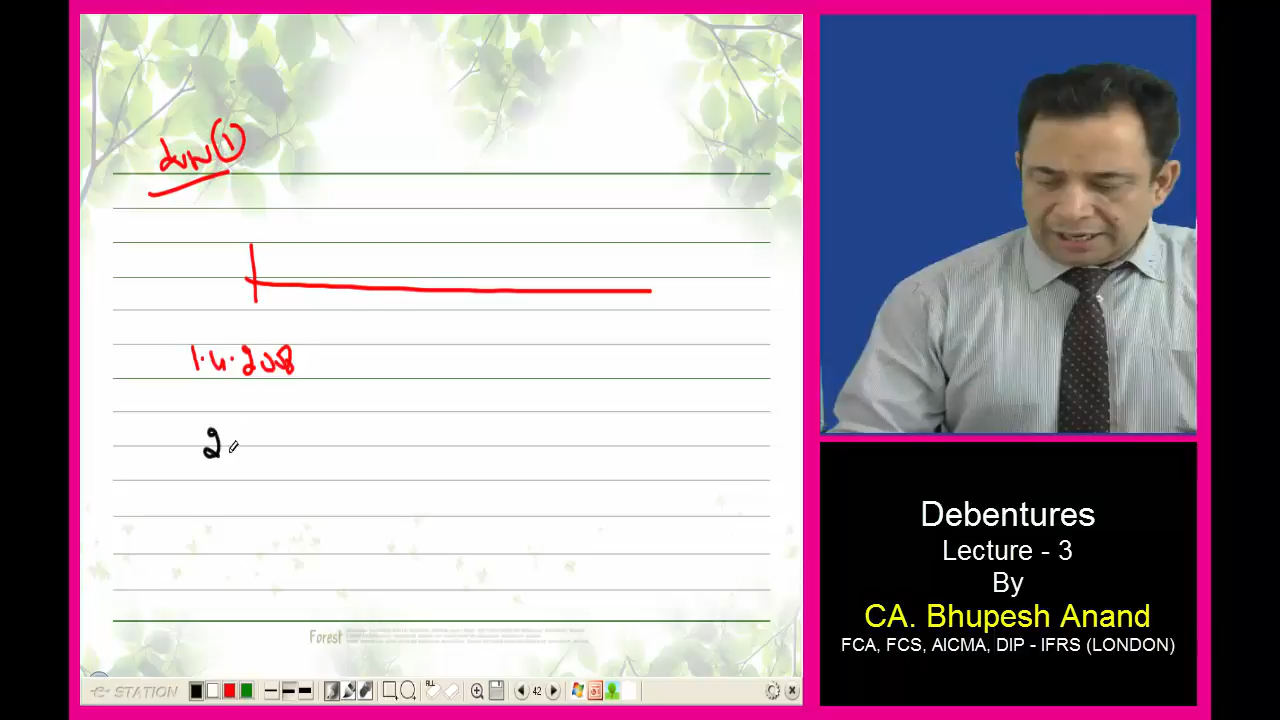 (1)
1.4.2008
2
Forest
e-STATION
ALL
42
Debentures
Lecture - 3
By
CA. Bhupesh Anand
FCA, FCS, AICMA, DIP - IFRS (LONDON)